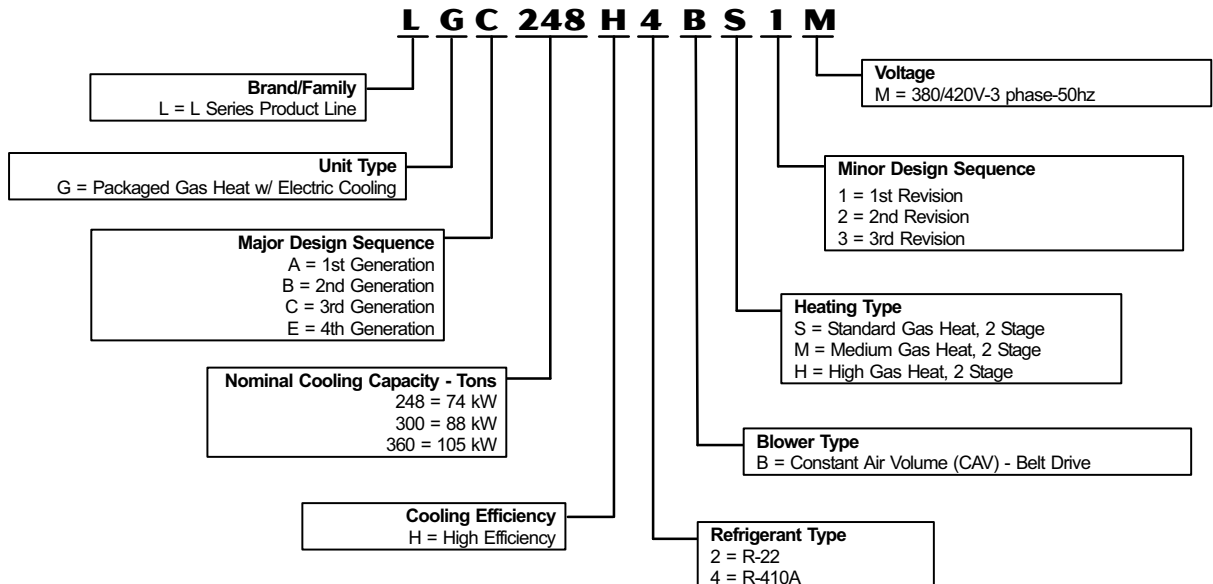 L G C 248 H 4 B S 1 M
Brand/Family
L = L Series Product Line
Unit Type
G = Packaged Gas Heat w/ Electric Cooling
Major Design Sequence
A = 1st Generation
B = 2nd Generation
C = 3rd Generation
E = 4th Generation
Nominal Cooling Capacity - Tons
248 = 74 kW
300 = 88 kW
360 = 105 kW
Cooling Efficiency
H = High Efficiency
Voltage
M = 380/420V-3 phase-50hz
Minor Design Sequence
1 = 1st Revision
2 = 2nd Revision
3 = 3rd Revision
Heating Type
S = Standard Gas Heat, 2 Stage
M = Medium Gas Heat, 2 Stage
H = High Gas Heat, 2 Stage
Blower Type
B = Constant Air Volume (CAV) - Belt Drive
Refrigerant Type
2 = R-22
4 = R-410A